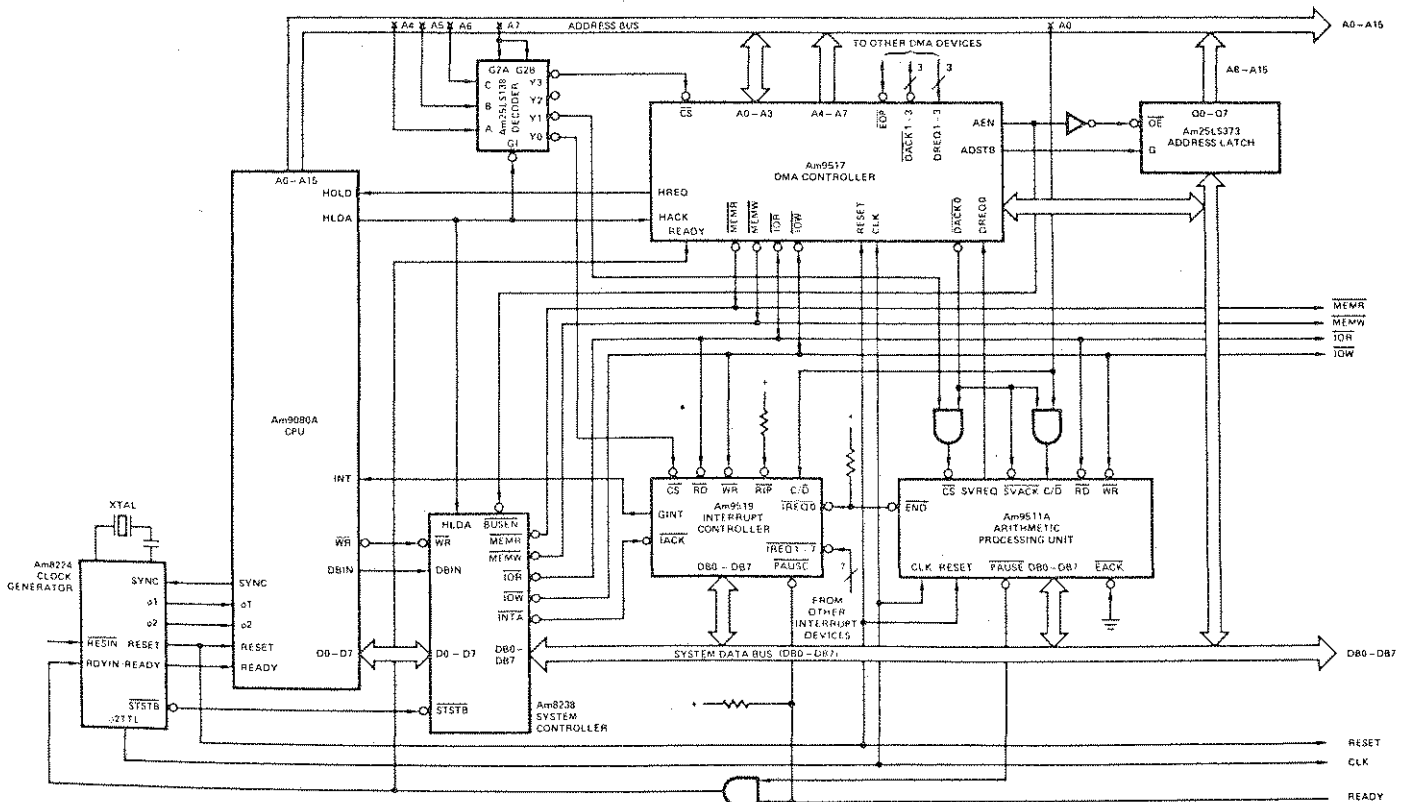 A4 A5 A6 A7 ADDRESS BUS A0 A0-A15
TO OTHER DMA DEVICES
A8-A15
3 3
G2A G2B
C Y3
Am25LS138 DECODER
Y2
B Y1
A Y0
G1
CS A0-A3 A4-A7 EOP DACK1-3 DREQ1-3
AEN
ADSTB
Am9517
DMA CONTROLLER
HREQ
HACK
READY
MEMR MEMW IOR IOW RESET CLK DACK0 DREQ0
OE O0-O7
Am25LS373
ADDRESS LATCH
G
A0-A15
HOLD
HLDA
Am9080A
CPU
INT
WR
DBIN
SYNC
ο1
ο2
RESET
READY
D0-D7
MEMR
MEMW
IOR
IOW
XTAL
Am8224
CLOCK
GENERATOR
SYNC
ο1
ο2
RESIN RESET
RDYIN READY
STSTB
ο2TTL
HLDA BUSEN
WR MEMR
MEMW
DBIN IOR
IOW
INTA
D0-D7 DB0-
DB7
STSTB
Am8238
SYSTEM
CONTROLLER
CS RD WR RIP C/D
Am9519
GINT INTERRUPT IREQ0
CONTROLLER
IACK
IREQ1-7
DB0-DB7 PAUSE
7
FROM
OTHER
INTERRUPT
DEVICES
CS SVREQ SVACK C/D RD WR
END Am9511A
ARITHMETIC
PROCESSING UNIT
CLK RESET PAUSE DB0-DB7 EACK
SYSTEM DATA BUS (DB0-DB7)
DB0-DB7
RESET
CLK
READY